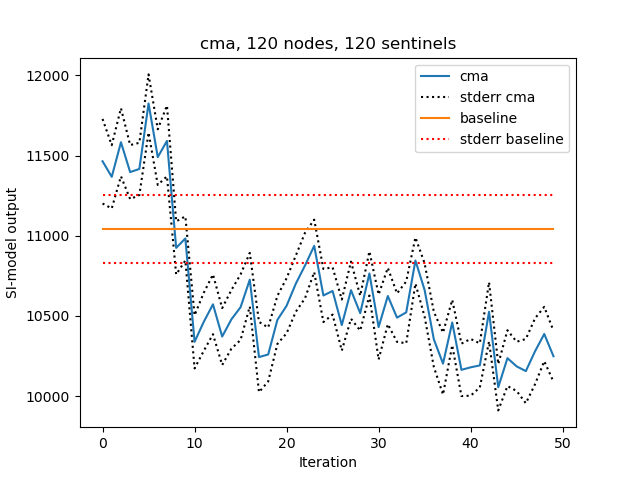 cma, 120 nodes, 120 sentinels
12000
11500
11000
10500
10000
SI-model output
cma
stderr cma
baseline
stderr baseline
0 10 20 30 40 50
Iteration